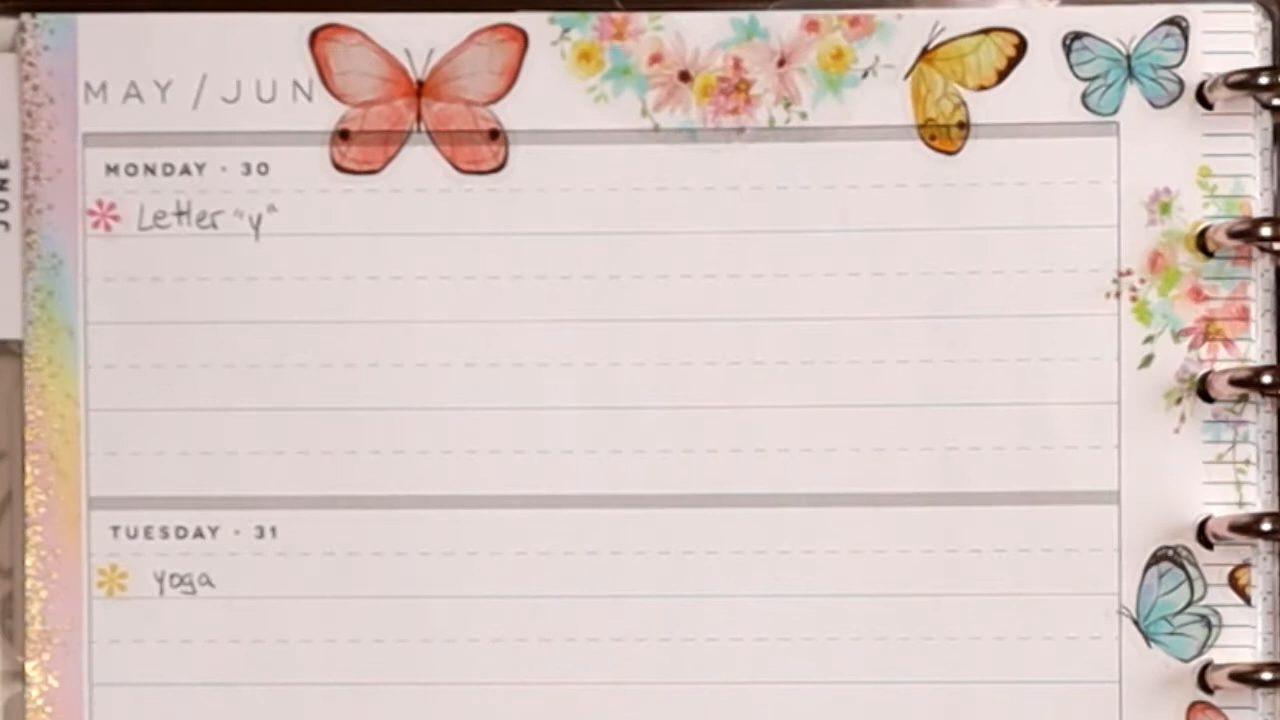 MAY/JUN
JUNE
MONDAY · 30
Letter "y"
TUESDAY · 31
yoga